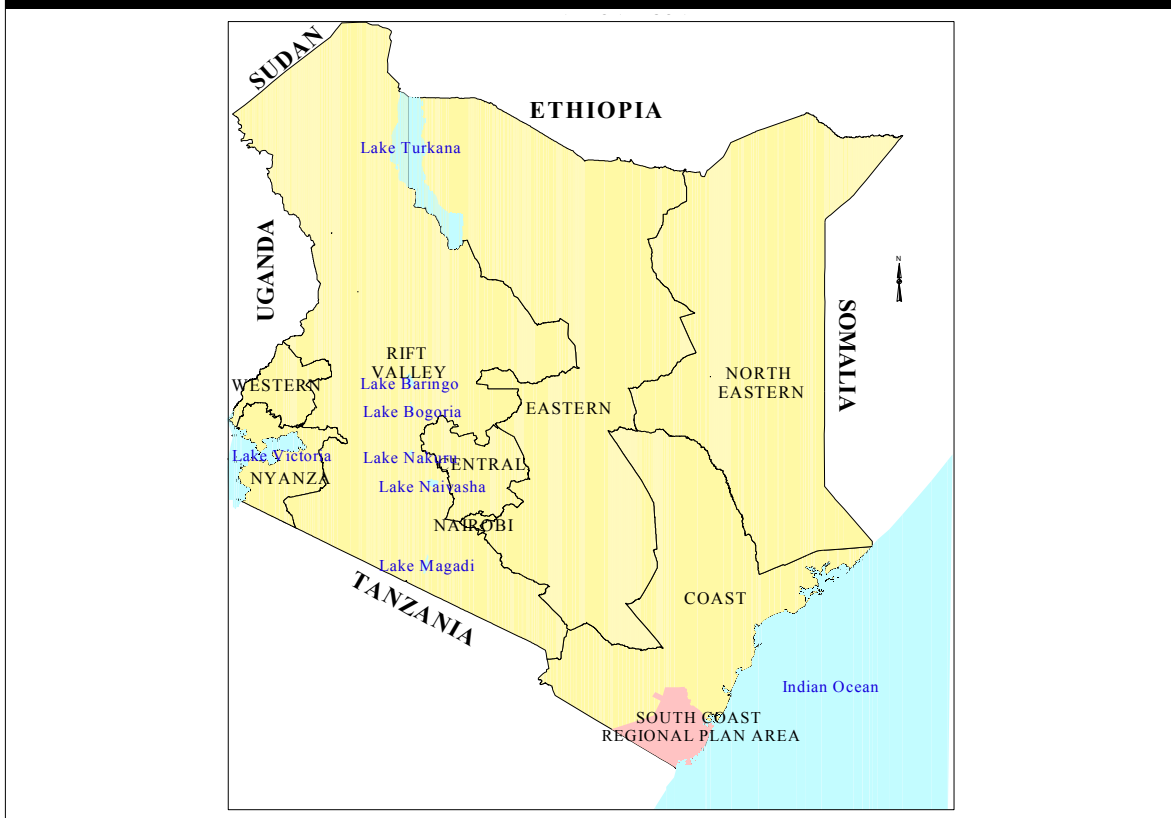 SUDAN
ETHIOPIA
Lake Turkana
UGANDA
N
SOMALIA
RIFT
VALLEY
NORTH
EASTERN
WESTERN
Lake Baringo
Lake Bogoria
EASTERN
Lake Victoria
Lake Nakuru
CENTRAL
NYANZA
Lake Naivasha
NAIROBI
Lake Magadi
TANZANIA
COAST
Indian Ocean
SOUTH COAST
REGIONAL PLAN AREA